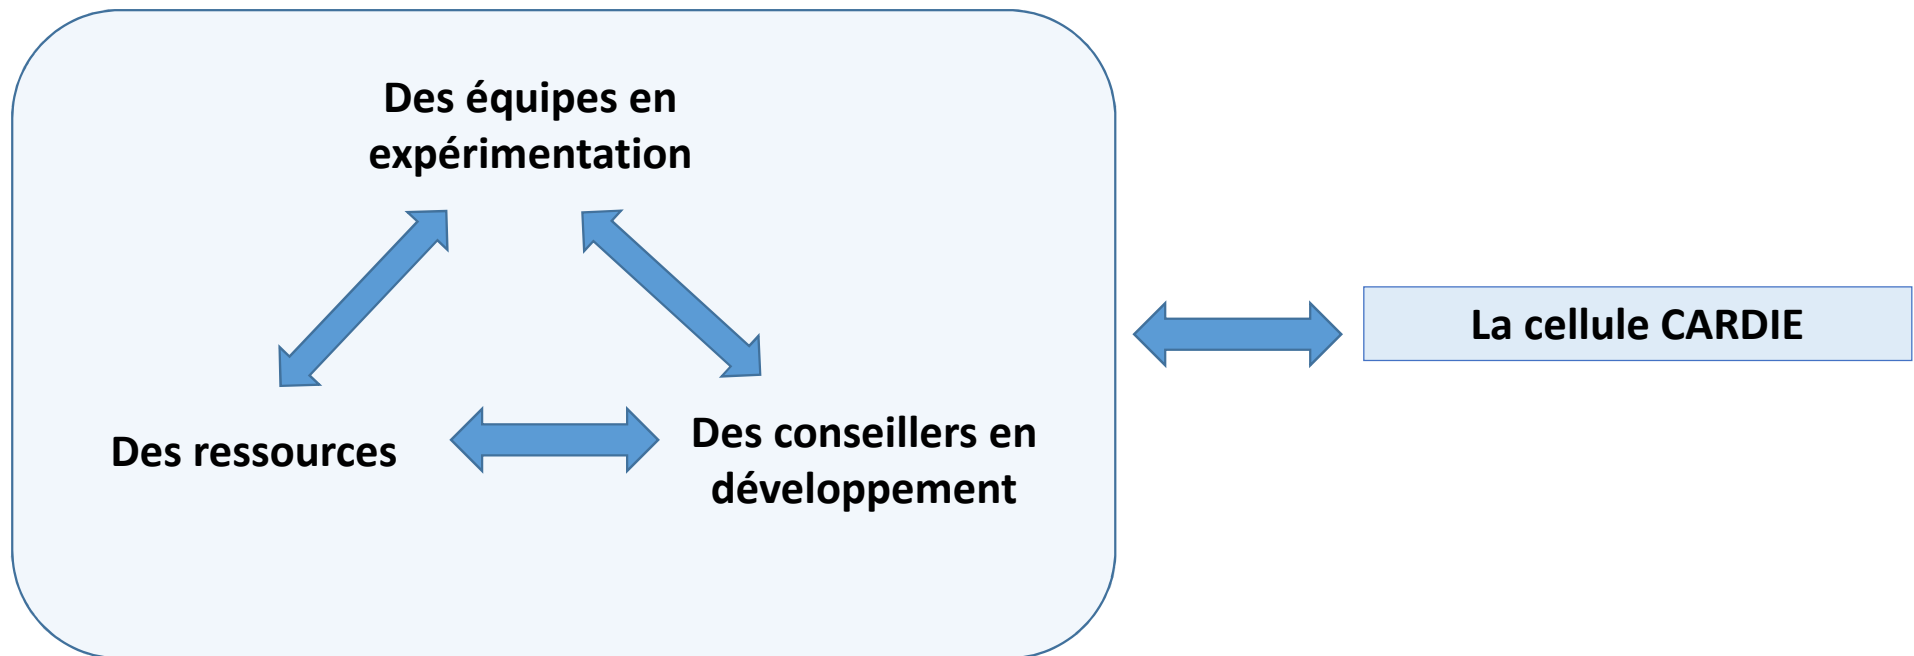 Des équipes en
expérimentation
Des ressources
Des conseillers en
développement
La cellule CARDIE